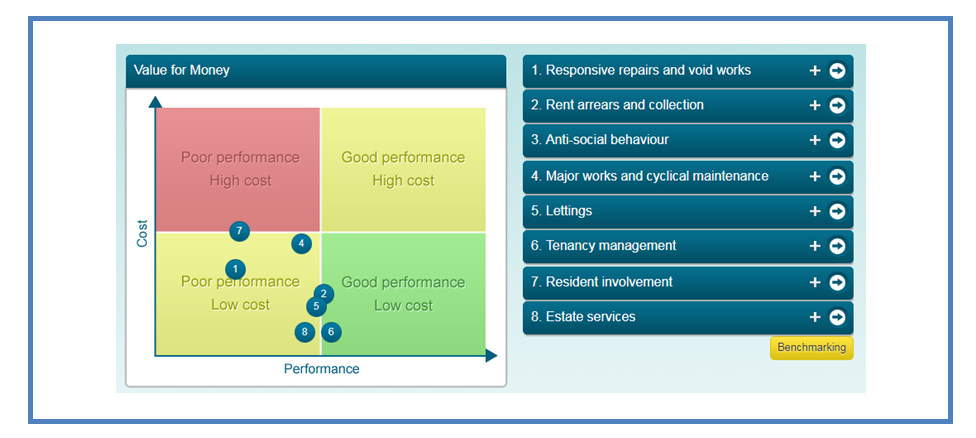 Value for Money
Poor performance
High cost
Good performance
High cost
7
4
1
Poor performance
Low cost
Good performance
Low cost
2
5
8
6
Cost
Performance
1. Responsive repairs and void works
2. Rent arrears and collection
3. Anti-social behaviour
4. Major works and cyclical maintenance
5. Lettings
6. Tenancy management
7. Resident involvement
8. Estate services
Benchmarking